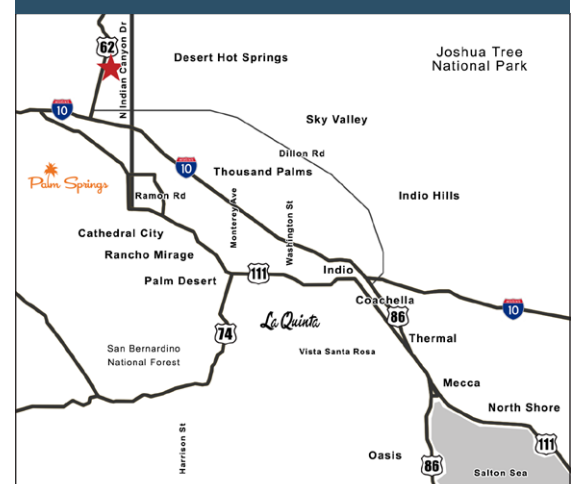 62
N Indian Canyon Dr
Desert Hot Springs
Joshua Tree
National Park
INTERSTATE
10
Sky Valley
Dillon Rd
INTERSTATE
10
Thousand Palms
Palm Springs
Ramon Rd
Monterey Ave
Washington St
Indio Hills
Cathedral City
Rancho Mirage
Palm Desert
111
Indio
Coachella
86
INTERSTATE
10
74
La Quinta
Thermal
San Bernardino
National Forest
Vista Santa Rosa
Mecca
North Shore
Harrison St
Oasis
86
111
Salton Sea